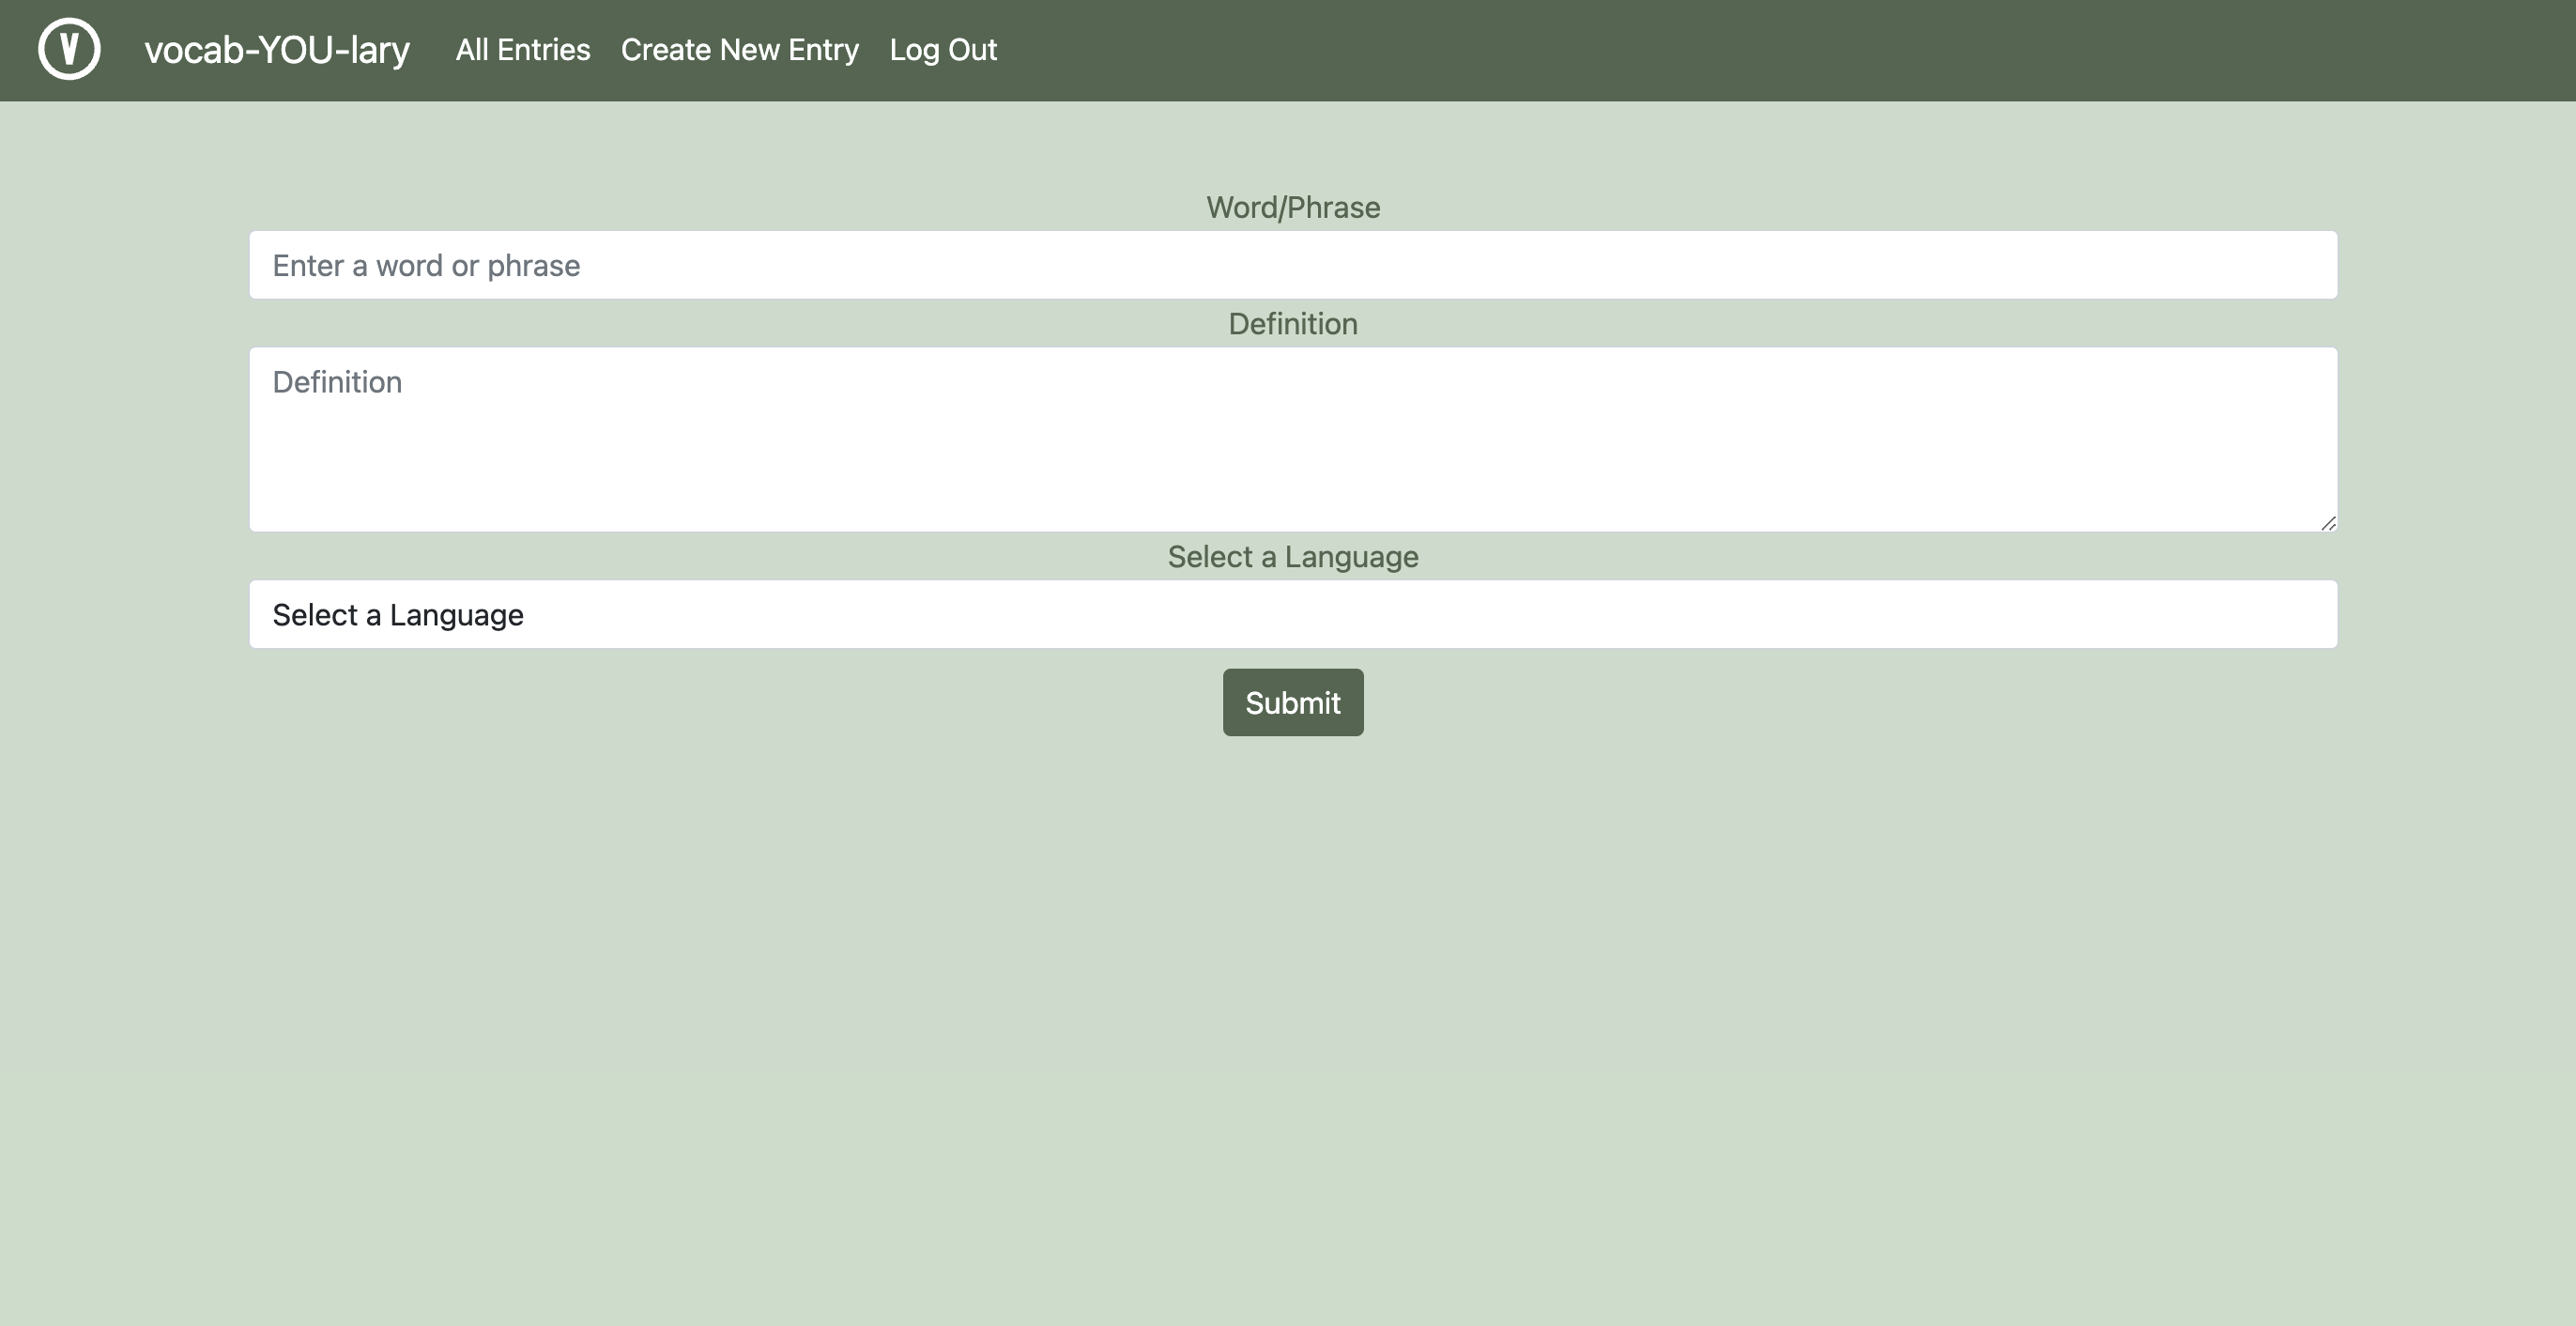 V vocab-YOU-lary All Entries Create New Entry Log Out
Word/Phrase
Enter a word or phrase
Definition
Definition
Select a Language
Select a Language
Submit